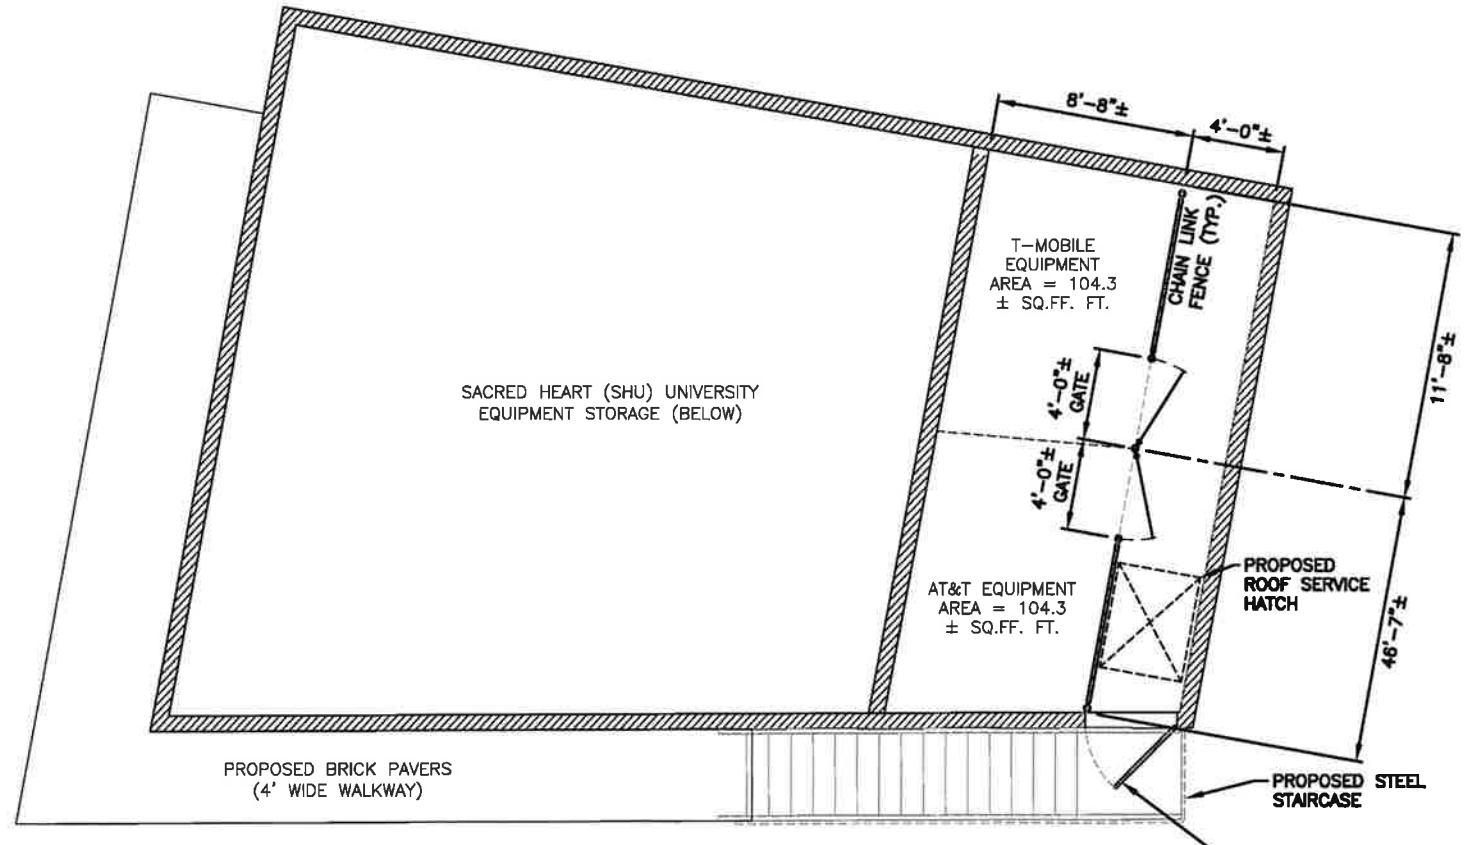 8'-8"±
4'-0"±
CHAIN LINK
FENCE (TYP.)
T-MOBILE
EQUIPMENT
AREA = 104.3
± SQ.FF. FT.
11'-8"±
4'-0"±
GATE
SACRED HEART (SHU) UNIVERSITY
EQUIPMENT STORAGE (BELOW)
4'-0"±
GATE
PROPOSED
ROOF SERVICE
HATCH
AT&T EQUIPMENT
AREA = 104.3
± SQ.FF. FT.
46'-7"±
PROPOSED BRICK PAVERS
(4' WIDE WALKWAY)
PROPOSED STEEL
STAIRCASE